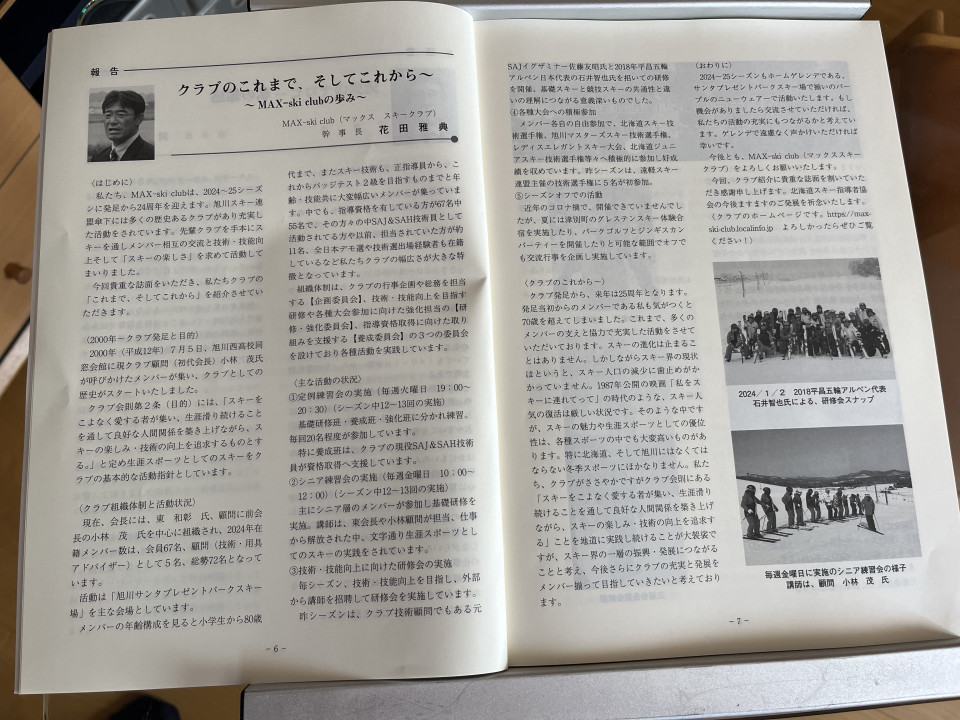 報 告
クラブのこれまで、そしてこれから～
～ MAX-ski clubの歩み～
MAX-ski club（マックス スキークラブ）
幹 事 長 花 田 雅 典
〈はじめに〉
私たち、MAX-ski clubは、2024～25シーズ
ンに発足から24周年を迎えます。旭川スキー連
盟傘下には多くの歴史あるクラブがあり充実し
た活動をされています。先輩クラブを手本にス
キーを通しメンバー相互の交流と技術・技能向
上そして「スキーの楽しさ」を求めて活動して
まいりました。
今回貴重な誌面をいただき、私たちクラブの
「これまで、そしてこれから」を紹介させてい
ただきます。
〈2000年－クラブ発足と目的〉
2000年（平成12年）７月５日、旭川西高校同
窓会館に現クラブ顧問（初代会長）小林 茂氏
が呼びかけたメンバーが集い、クラブとしての
歴史がスタートいたしました。
クラブ会則第２条（目的）には、「スキーを
こよなく愛する者が集い、生涯滑り続けること
を通して良好な人間関係を築き上げながら、ス
キーの楽しみ・技術の向上を追求するものとす
る。」と定め生涯スポーツとしてのスキーをク
ラブの基本的な活動指針としています。
〈クラブ組織体制と活動状況〉
現在、会長には、東 和彰 氏、顧問に前会
長の小林 茂 氏を中心に組織され、2024年在
籍メンバー数は、会員67名、顧問（技術・用具
アドバイザー）として５名、総勢72名となって
います。
活動は「旭川サンタプレゼントパークスキー
場」を主な会場としています。
メンバーの年齢構成を見ると小学生から80歳
代まで、またスキー技術も、正指導員から、こ
れからバッジテスト２級を目指すものまでと年
齢・技能共に大変幅広いメンバーが集っていま
す。中でも、指導資格を有している方が67名中
55名で、その方々の中SAJ＆SAH技術員として
活動されてる方や以前、担当されていた方が約
11名、全日本デモ選や技術選出場経験者も在籍
しているなど私たちクラブの幅広さが大きな特
徴となっています。
組織体制は、クラブの行事企画や総務を担当
する【企画委員会】、技術・技能向上を目指す
研修や各種大会参加に向けた強化担当の【研
修・強化委員会】、指導資格取得に向けた取り
組みを支援する【養成委員会】の３つの委員会
を設けており各種活動を実践しています。
〈主な活動の状況〉
①定例練習会の実施（毎週火曜日 19：00～
20：30）（シーズン中12～13回の実施）
基礎研修班・養成班・強化班に分かれ練習。
毎回20名程度が参加しています。
特に養成班は、クラブの現役SAJ＆SAH技術
員が資格取得へ支援しています。
②シニア練習会の実施（毎週金曜日 10：00～
12：00）（シーズン中12～13回の実施）
主にシニア層のメンバーが参加し基礎研修を
実施。講師は、東会長や小林顧問が担当、仕事
から解放された中、文字通り生涯スポーツとし
てのスキーの実践をされています。
③技術・技能向上に向けた研修会の実施
毎シーズン、技術・技能向上を目指し、外部
から講師を招聘して研修会を実施しています。
昨シーズンは、クラブ技術顧問でもある元
－ 6 －
SAJイグザミナー佐藤友昭氏と2018年平昌五輪
アルペン日本代表の石井智也氏を招いての研修
を開催、基礎スキーと競技スキーの共通性と違
いの理解につながる意義深いものでした。
④各種大会への積極参加
メンバー各自の自由参加で、北海道スキー技
術選手権、旭川マスターズスキー技術選手権、
レディスエレガントスキー大会、北海道ジュニ
アスキー技術選手権等々へ積極的に参加し好成
績を収めています。昨シーズンは、遠軽スキー
連盟主催の技術選手権に５名が初参加。
⑤シーズンオフでの活動
近年のコロナ禍で、開催できていませんでし
たが、夏には津別町のグレステンスキー体験合
宿を実施したり、パークゴルフとジンギスカン
パーティーを開催したりと可能な範囲でオフで
も交流行事を企画し実施しています。
〈クラブのこれから～〉
クラブ発足から、来年は25周年となります。
発足当初からのメンバーである私も気がつくと
70歳を超えてしまいました。これまで、多くの
メンバーの支えと協力で充実した活動をさせて
いただいております。スキーの進化は止まるこ
とはありません。しかしながらスキー界の現状
はというと、スキー人口の減少に歯止めがか
かっていません。1987年公開の映画「私をス
キーに連れてって」の時代のような、スキー人
気の復活は厳しい状況です。そのような中です
が、スキーの魅力や生涯スポーツとしての優位
性は、各種スポーツの中でも大変高いものがあ
ります。特に北海道、そして旭川にはなくては
ならない冬季スポーツにほかなりません。私た
ち、クラブがささやかですがクラブ会則にある
「スキーをこよなく愛する者が集い、生涯滑り
続けることを通して良好な人間関係を築き上げ
ながら、スキーの楽しみ・技術の向上を追求す
る」ことを地道に実践し続けることが大袈裟で
すが、スキー界の一層の振興・発展につながる
ことと考え、今後さらにクラブの充実と発展を
メンバー揃って目指していきたいと考えており
ます。
〈おわりに〉
2024－25シーズンもホームゲレンデである、
サンタプレゼントパークスキー場で揃いのパー
プルのニューウェアーで活動いたします。もし
機会がありましたら交流させていただければ、
私たちの活動の充実にもつながるかと考えてい
ます。ゲレンデで遠慮なく声かけいただければ
幸いです。
今後とも、MAX-ski club（マックススキーク
ラブ）をよろしくお願いいたします。
今回、クラブ紹介に貴重な誌面を割いていた
だき感謝申し上げます。北海道スキー指導者協
会の今後ますますのご発展を祈念いたします。
（クラブのホームページです。https://max-
ski-club.localinfo.jp よろしかったらぜひご覧
ください！）
2024／1／2 2018平昌五輪アルペン代表
石井智也氏による、研修会スナップ
毎週金曜日に実施のシニア練習会の様子
講師は、顧問 小林 茂 氏
－ 7 －